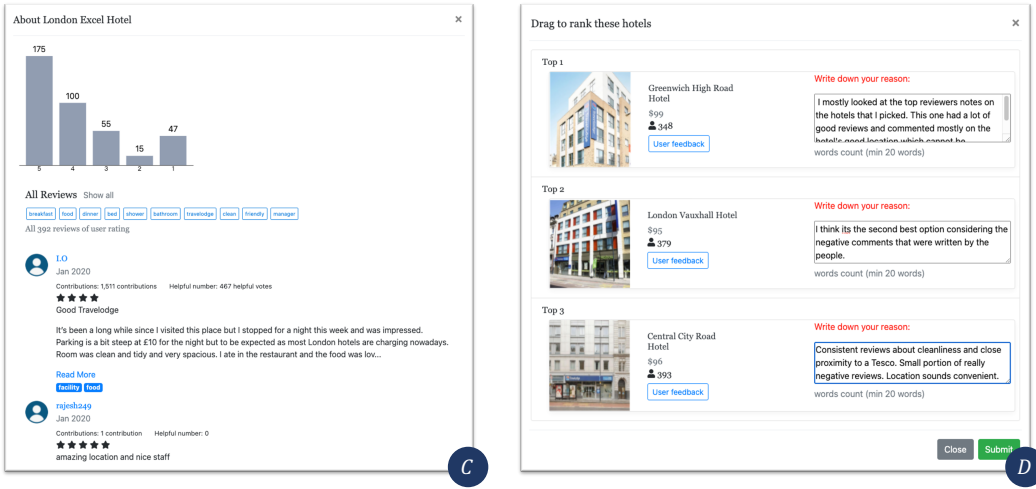 About London Excel Hotel ×
175
100
55
15
47
5 4 3 2 1
All Reviews Show all
breakfast food dinner bed shower bathroom travelodge clean friendly manager
All 392 reviews of user rating
LO
Jan 2020
Contributions: 1,511 contributions Helpful number: 467 helpful votes
Good Travelodge
It's been a long while since I visited this place but I stopped for a night this week and was impressed.
Parking is a bit steep at £10 for the night but to be expected as most London hotels are charging nowadays.
Room was clean and tidy and very spacious. I ate in the restaurant and the food was lov...
Read More
facility food
rajesh249
Jan 2020
Contributions: 1 contribution Helpful number: 0
amazing location and nice staff
C
Drag to rank these hotels ×
Top 1
Greenwich High Road
Hotel
$99
348
User feedback
Write down your reason:
I mostly looked at the top reviewers notes on
the hotels that I picked. This one had a lot of
good reviews and commented mostly on the
hotel's good location which cannot be
words count (min 20 words)
Top 2
London Vauxhall Hotel
$95
379
User feedback
Write down your reason:
I think its the second best option considering the
negative comments that were written by the
people.
words count (min 20 words)
Top 3
Central City Road
Hotel
$96
393
User feedback
Write down your reason:
Consistent reviews about cleanliness and close
proximity to a Tesco. Small portion of really
negative reviews. Location sounds convenient.
words count (min 20 words)
Close Submit
D